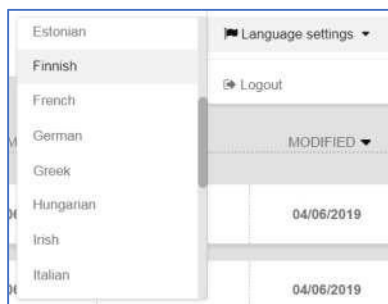 Estonian
Language settings
Finnish
Logout
French
German
MODIFIED
Greek
Hungarian
04/06/2019
Irish
Italian
04/06/2019